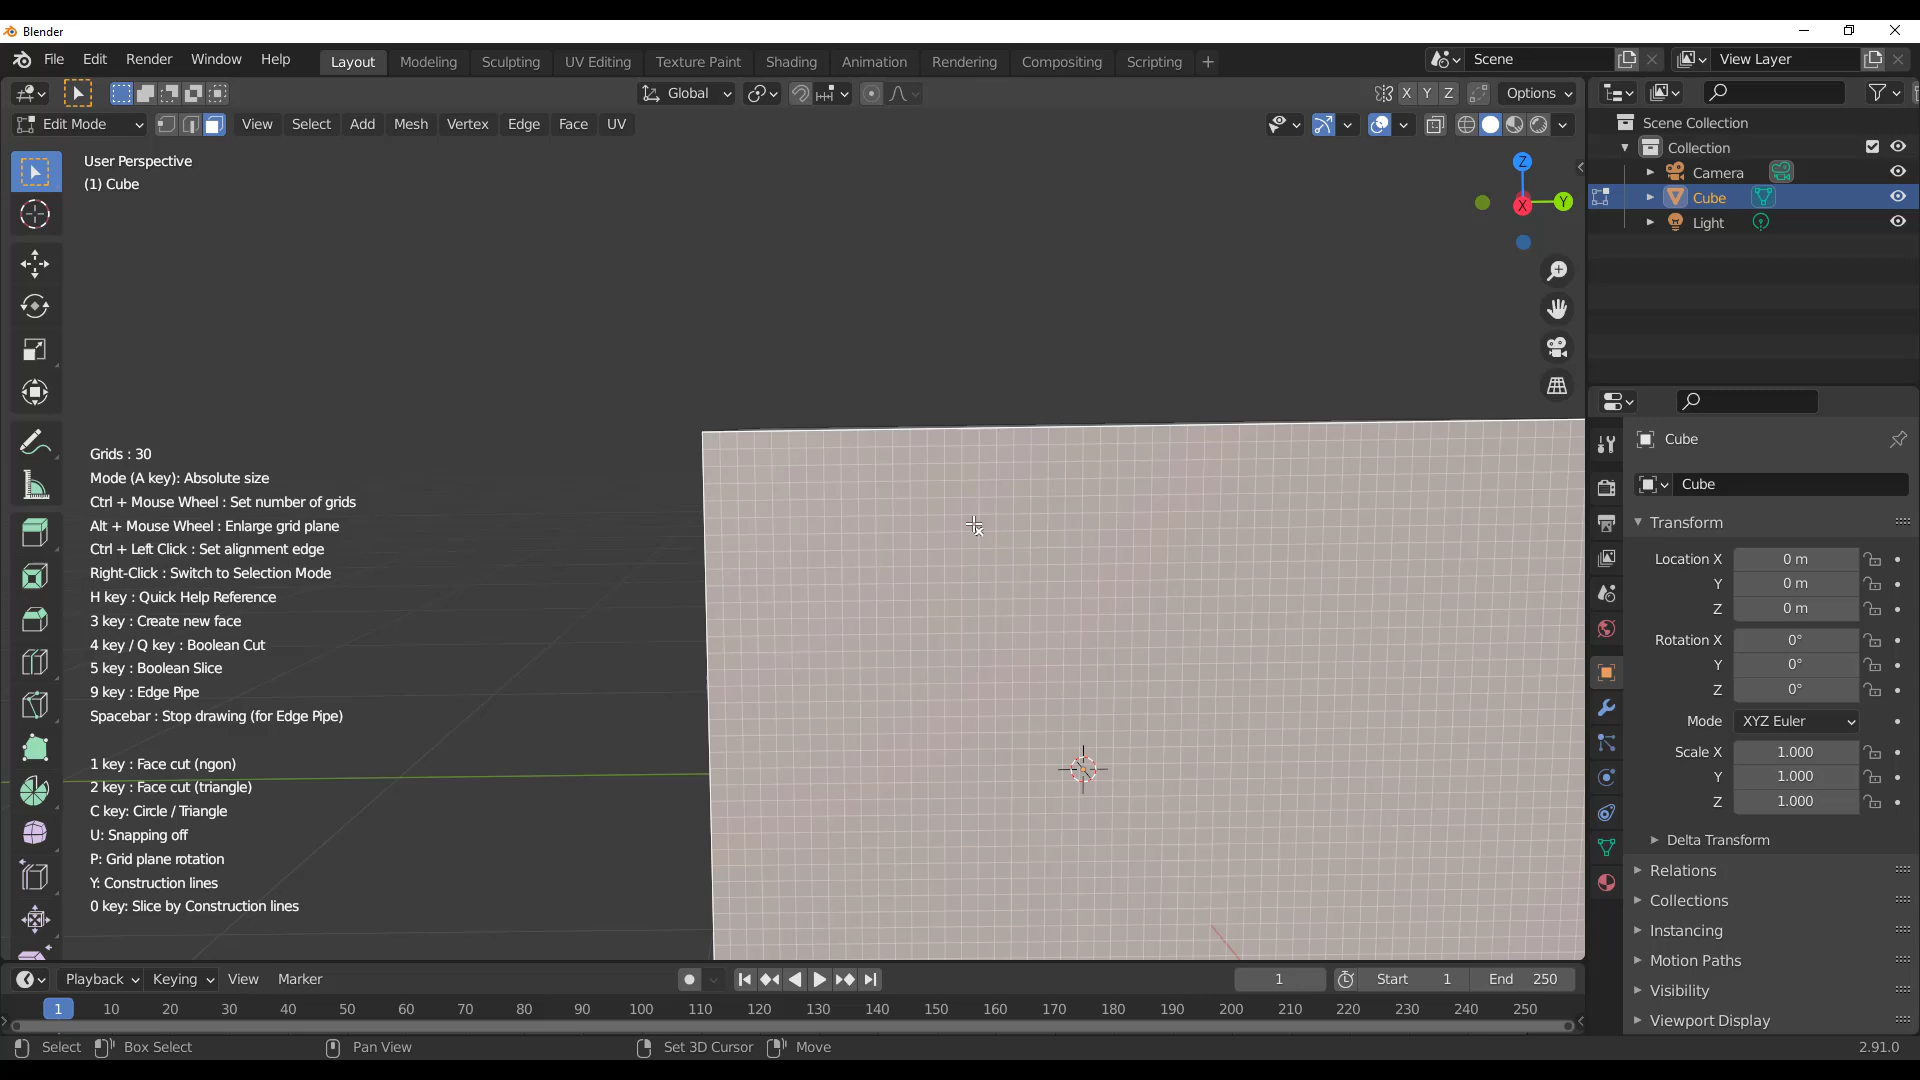 Blender
File Edit Render Window Help Layout Modeling Sculpting UV Editing Texture Paint Shading Animation Rendering Compositing Scripting + Scene View Layer
Global X Y Z Options
Edit Mode View Select Add Mesh Vertex Edge Face UV
Scene Collection
Collection
Camera
Cube
Light
User Perspective
(1) Cube
Z
Y
X
Grids : 30
Mode (A key): Absolute size
Ctrl + Mouse Wheel : Set number of grids
Alt + Mouse Wheel : Enlarge grid plane
Ctrl + Left Click : Set alignment edge
Right-Click : Switch to Selection Mode
H key : Quick Help Reference
3 key : Create new face
4 key / Q key : Boolean Cut
5 key : Boolean Slice
9 key : Edge Pipe
Spacebar : Stop drawing (for Edge Pipe)
1 key : Face cut (ngon)
2 key : Face cut (triangle)
C key: Circle / Triangle
U: Snapping off
P: Grid plane rotation
Y: Construction lines
0 key: Slice by Construction lines
Cube
Cube
Transform
Location X 0 m
Y 0 m
Z 0 m
Rotation X 0°
Y 0°
Z 0°
Mode XYZ Euler
Scale X 1.000
Y 1.000
Z 1.000
Delta Transform
Relations
Collections
Instancing
Motion Paths
Visibility
Viewport Display
Playback Keying View Marker 1 Start 1 End 250
1 10 20 30 40 50 60 70 80 90 100 110 120 130 140 150 160 170 180 190 200 210 220 230 240 250
Select Box Select Pan View Set 3D Cursor Move 2.91.0